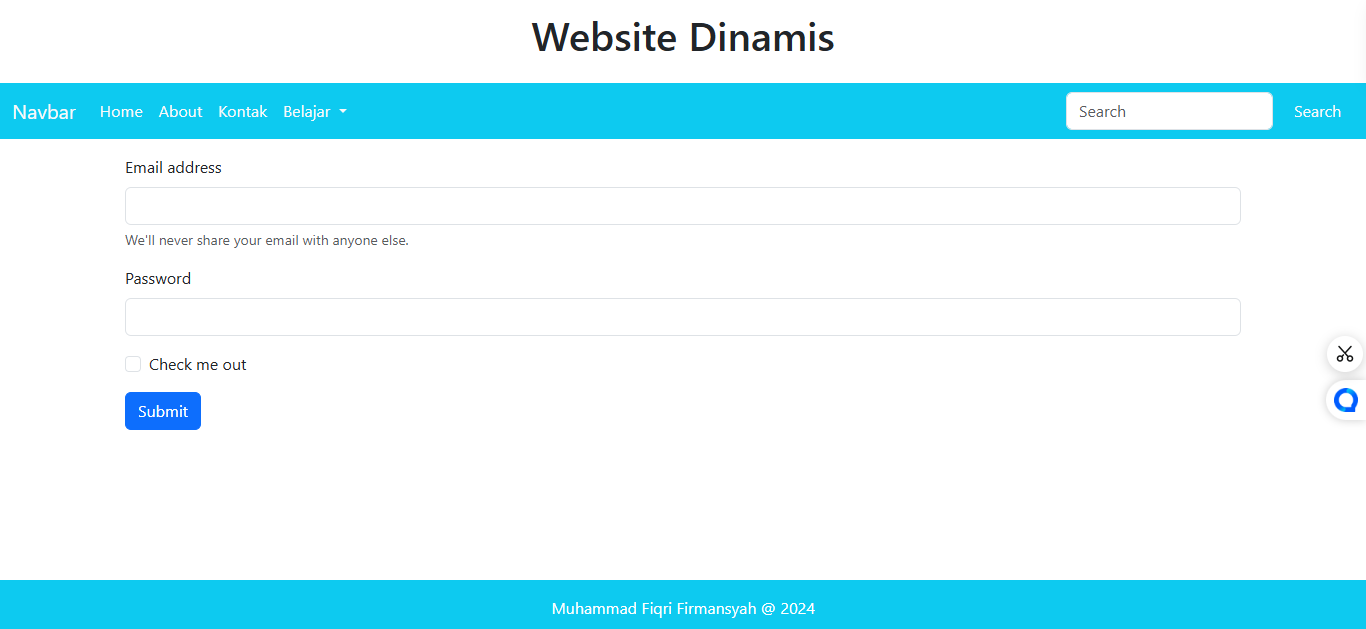 Website Dinamis
Navbar Home About Kontak Belajar Search Search
Email address
We'll never share your email with anyone else.
Password
Check me out
Submit
Muhammad Fiqri Firmansyah @ 2024